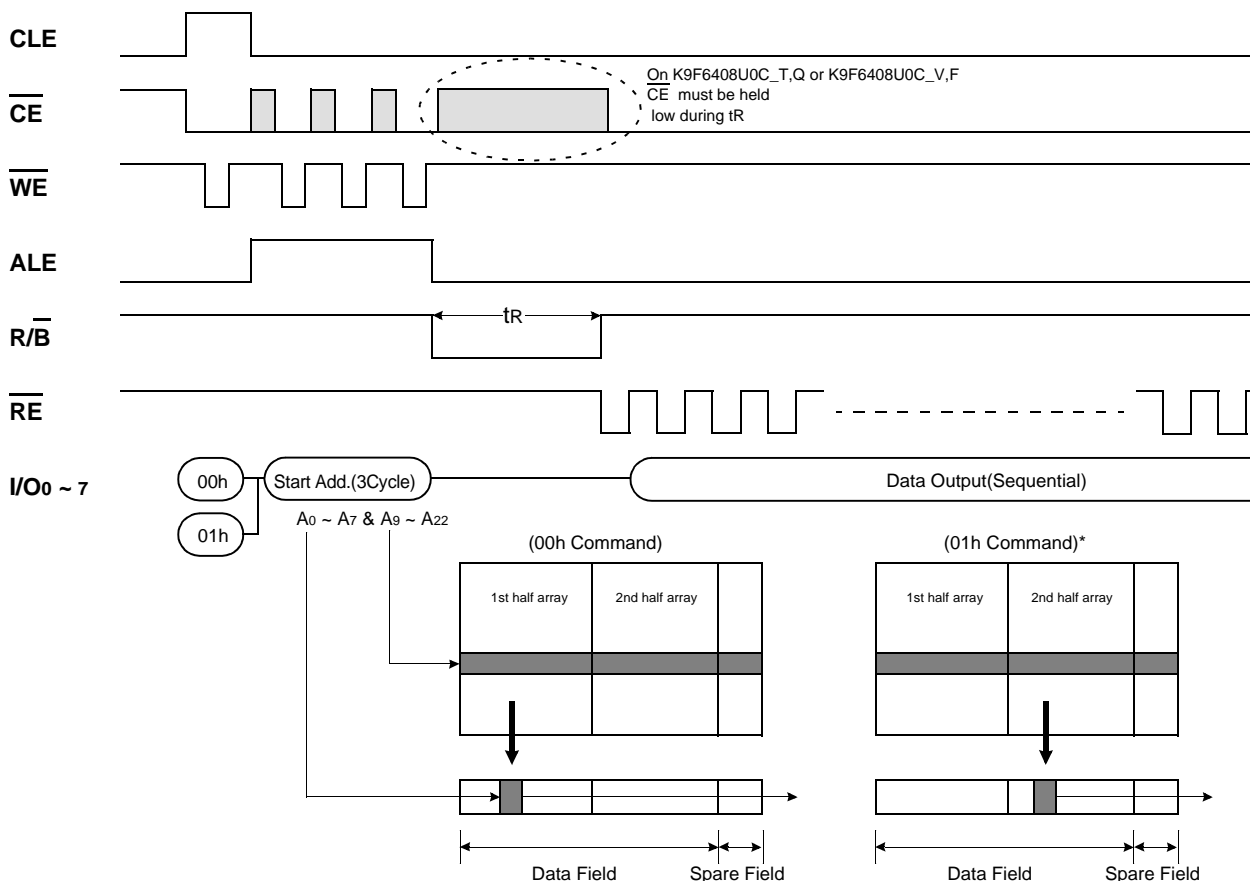 CLE
On K9F6408U0C_T,Q or K9F6408U0C_V,F
CE must be held
low during tR
CE
WE
ALE
R/B
tR
RE
I/O0 ~ 7
00h
Start Add.(3Cycle)
Data Output(Sequential)
01h
A0 ~ A7 & A9 ~ A22
(00h Command)
(01h Command)*
1st half array
2nd half array
1st half array
2nd half array
Data Field
Spare Field
Data Field
Spare Field